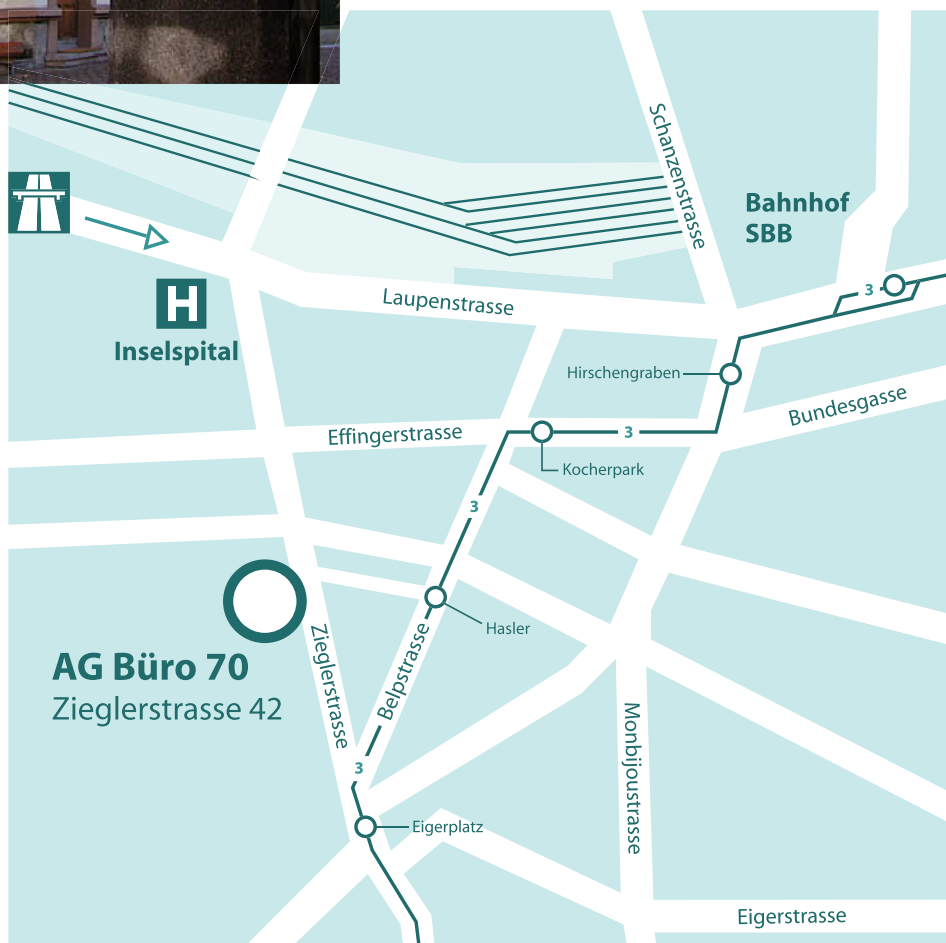 Schanzenstrasse
Bahnhof
SBB
3
H
Inselspital
Laupenstrasse
Hirschengraben
Bundesgasse
Effingerstrasse
3
Kocherpark
3
Hasler
AG Büro 70
Zieglerstrasse 42
Zieglerstrasse
Belpstrasse
Monbijoustrasse
3
Eigerplatz
Eigerstrasse